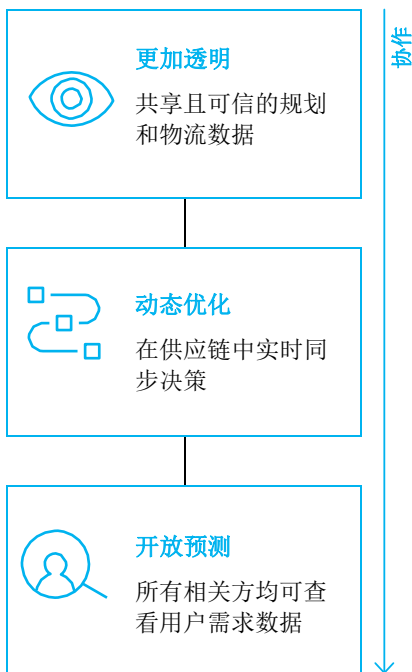 更加透明
共享且可信的规划
和物流数据
协作
动态优化
在供应链中实时同
步决策
开放预测
所有相关方均可查
看用户需求数据